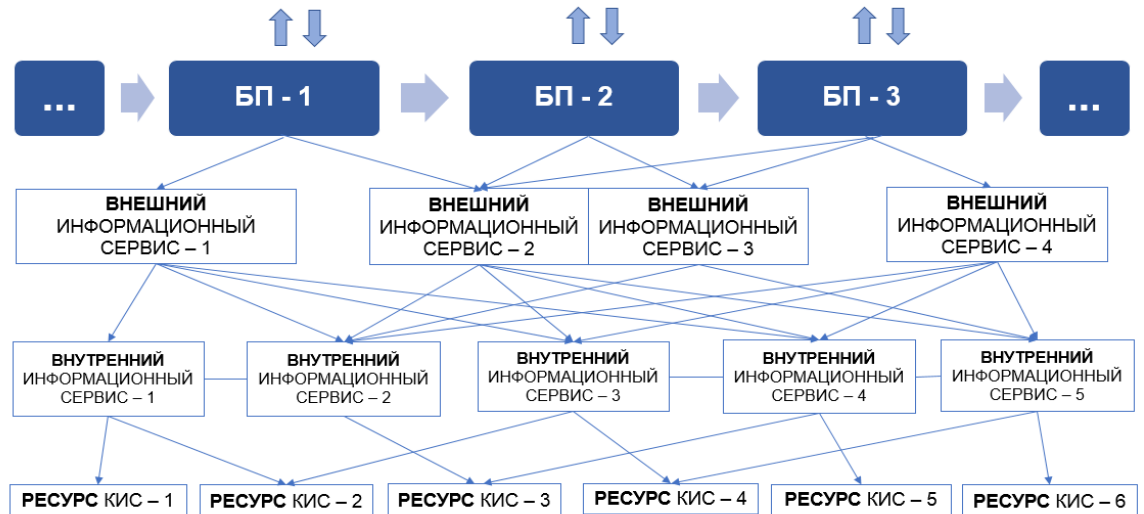 ...
БП - 1
БП - 2
БП - 3
...
ВНЕШНИЙ
ИНФОРМАЦИОННЫЙ
СЕРВИС – 1
ВНЕШНИЙ
ИНФОРМАЦИОННЫЙ
СЕРВИС – 2
ВНЕШНИЙ
ИНФОРМАЦИОННЫЙ
СЕРВИС – 3
ВНЕШНИЙ
ИНФОРМАЦИОННЫЙ
СЕРВИС – 4
ВНУТРЕННИЙ
ИНФОРМАЦИОННЫЙ
СЕРВИС – 1
ВНУТРЕННИЙ
ИНФОРМАЦИОННЫЙ
СЕРВИС – 2
ВНУТРЕННИЙ
ИНФОРМАЦИОННЫЙ
СЕРВИС – 3
ВНУТРЕННИЙ
ИНФОРМАЦИОННЫЙ
СЕРВИС – 4
ВНУТРЕННИЙ
ИНФОРМАЦИОННЫЙ
СЕРВИС – 5
РЕСУРС КИС – 1
РЕСУРС КИС – 2
РЕСУРС КИС – 3
РЕСУРС КИС – 4
РЕСУРС КИС – 5
РЕСУРС КИС – 6